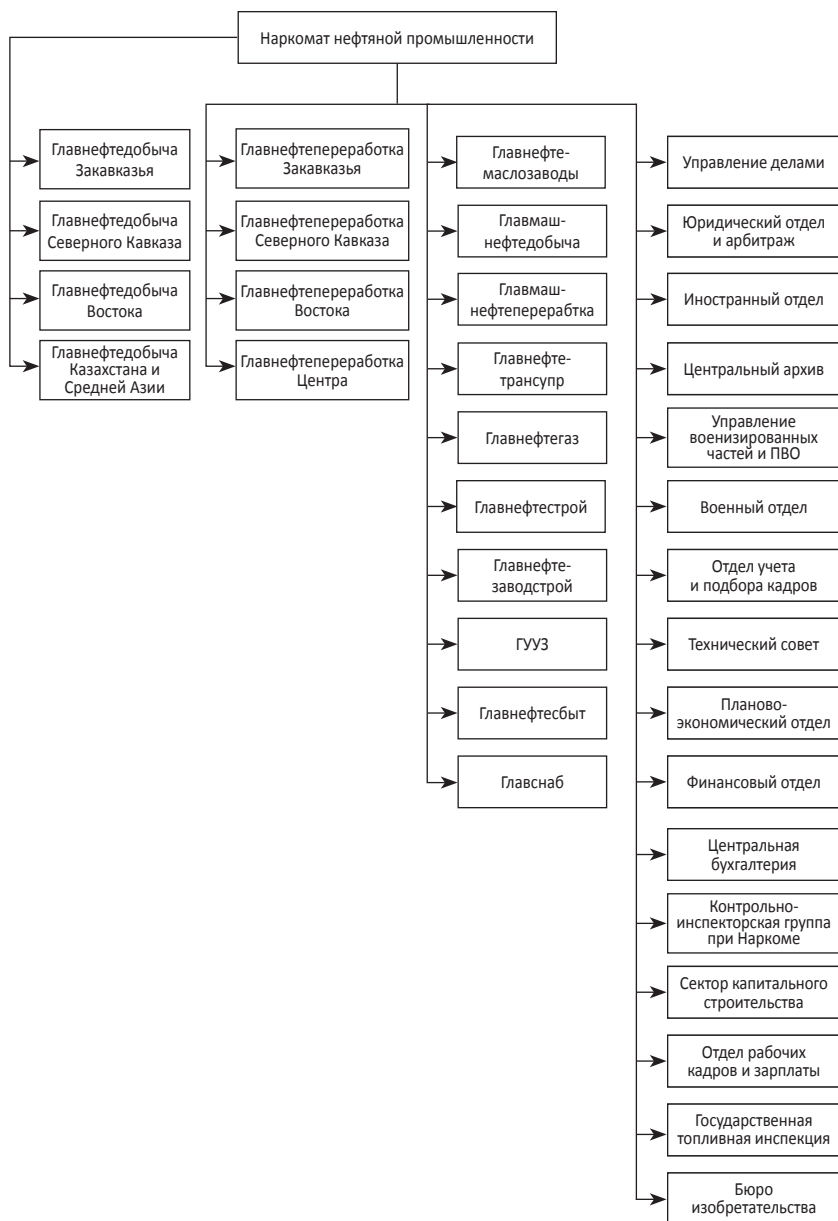 Наркомат нефтяной промышленности
Главнефтедобыча
Закавказья
Главнефтедобыча
Северного Кавказа
Главнефтедобыча
Востока
Главнефтедобыча
Казахстана и
Средней Азии
Главнефтепереработка
Закавказья
Главнефтепереработка
Северного Кавказа
Главнефтепереработка
Востока
Главнефтепереработка
Центра
Главнефте-
маслозаводы
Главмаш-
нефтедобыча
Главмаш-
нефтеперерабтка
Главнефте-
трансупр
Главнефтегаз
Главнефтестрой
Главнефте-
заводстрой
ГУУЗ
Главнефтесбыт
Главснаб
Управление делами
Юридический отдел
и арбитраж
Иностранный отдел
Центральный архив
Управление
военизированных
частей и ПВО
Военный отдел
Отдел учета
и подбора кадров
Технический совет
Планово-
экономический отдел
Финансовый отдел
Центральная
бухгалтерия
Контрольно-
инспекторская группа
при Наркоме
Сектор капитального
строительства
Отдел рабочих
кадров и зарплаты
Государственная
топливная инспекция
Бюро
изобретательства